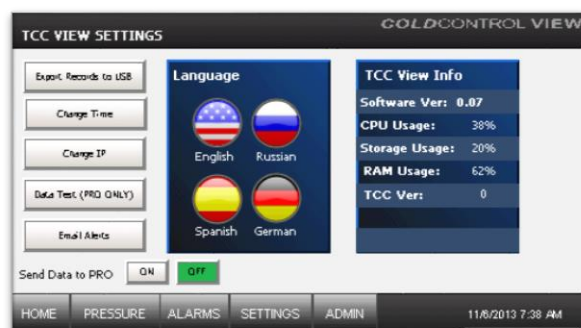 COLDCONTROL VIEW
TCC VIEW SETTINGS
Export Records to USB
Change Time
Change IP
Data Test (PRO ONLY)
Email Alerts
Send Data to PRO ON OFF
Language
English Russian
Spanish German
TCC View Info
Software Ver: 0.07
CPU Usage: 38%
Storage Usage: 20%
RAM Usage: 62%
TCC Ver: 0
HOME PRESSURE ALARMS SETTINGS ADMIN 11/6/2013 7:38 AM